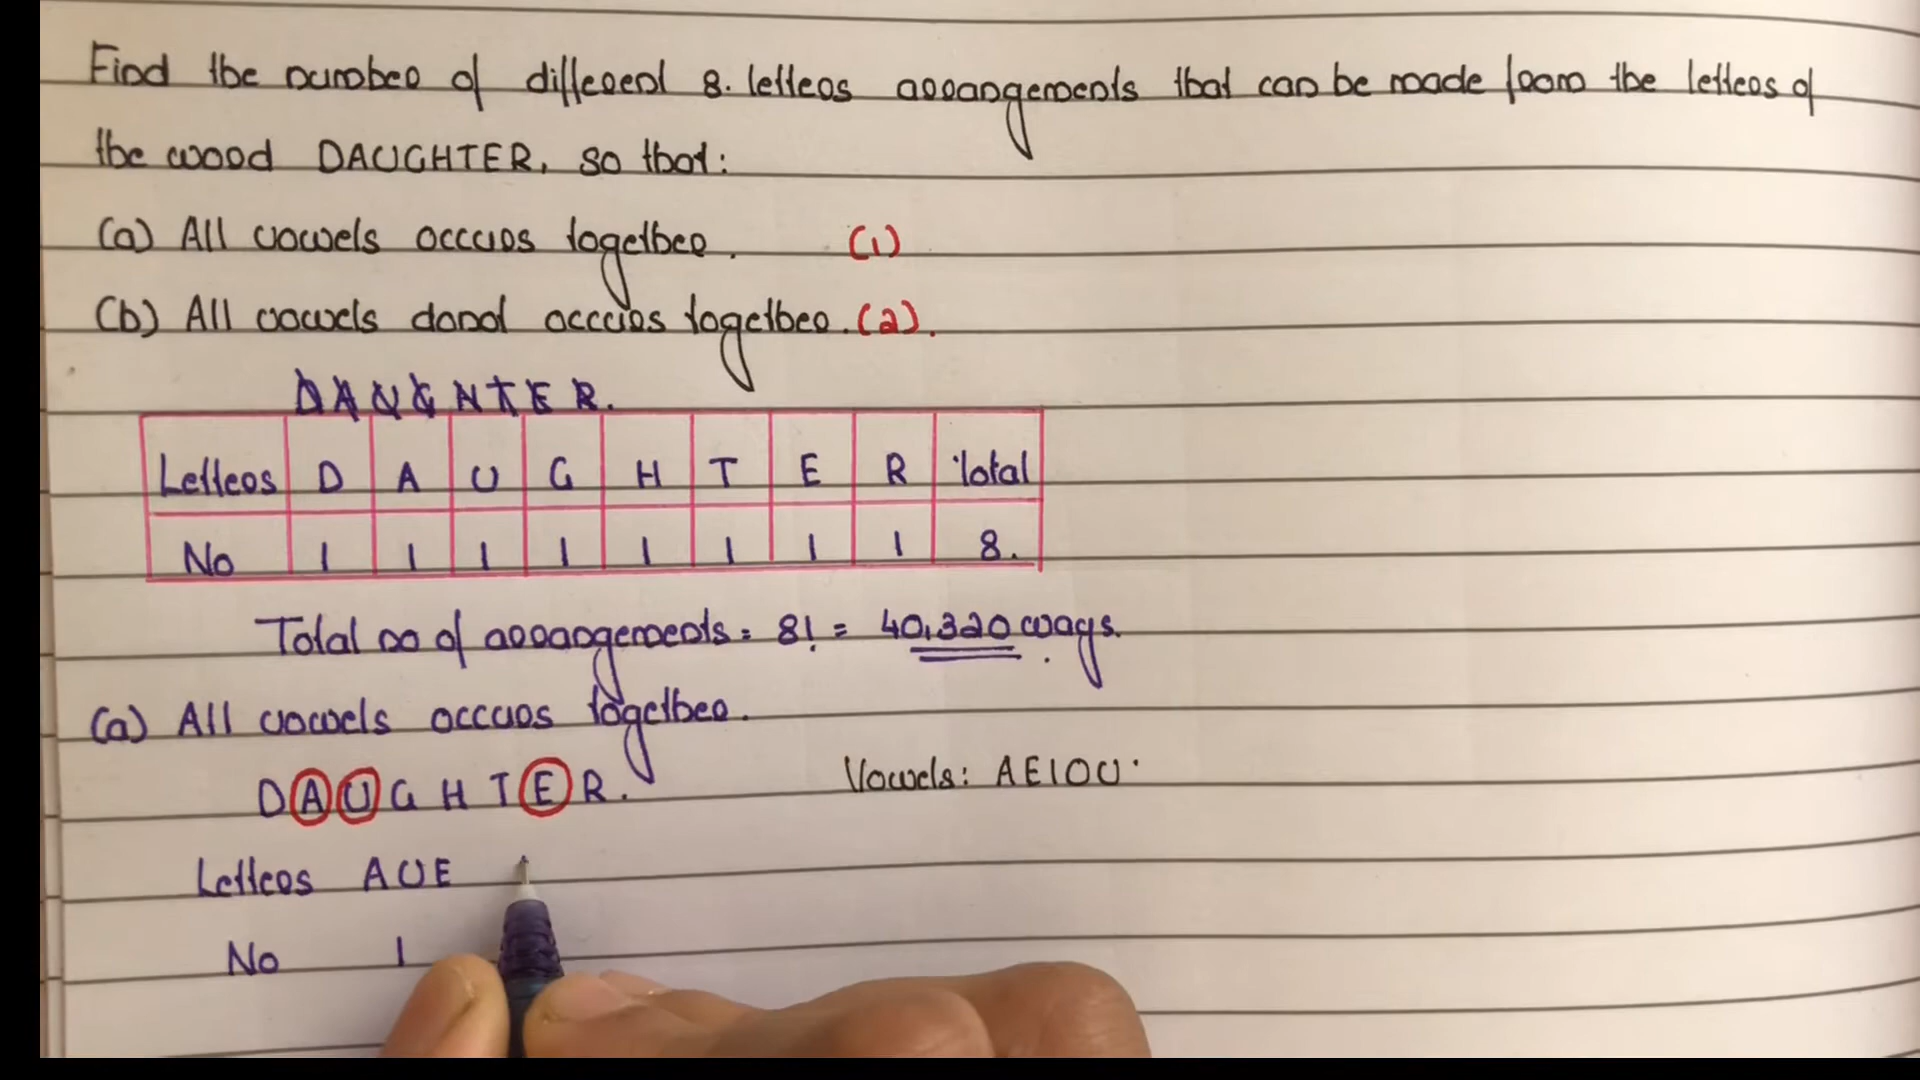 Find the number of different 8. letters arrangements that can be made from the letters of
the word DAUGHTER, so that:
(a) All vowels occurs together. (1)
(b) All vowels donot occurs together. (2).
DAUGHTER.
Letters D A U G H T E R Total
No 1 1 1 1 1 1 1 1 8.
Total no of arrangements = 8! = 40,320 ways.
(a) All vowels occurs together.
DAUGHTER. Vowels: AEIOU.
Letters AUE
No 1